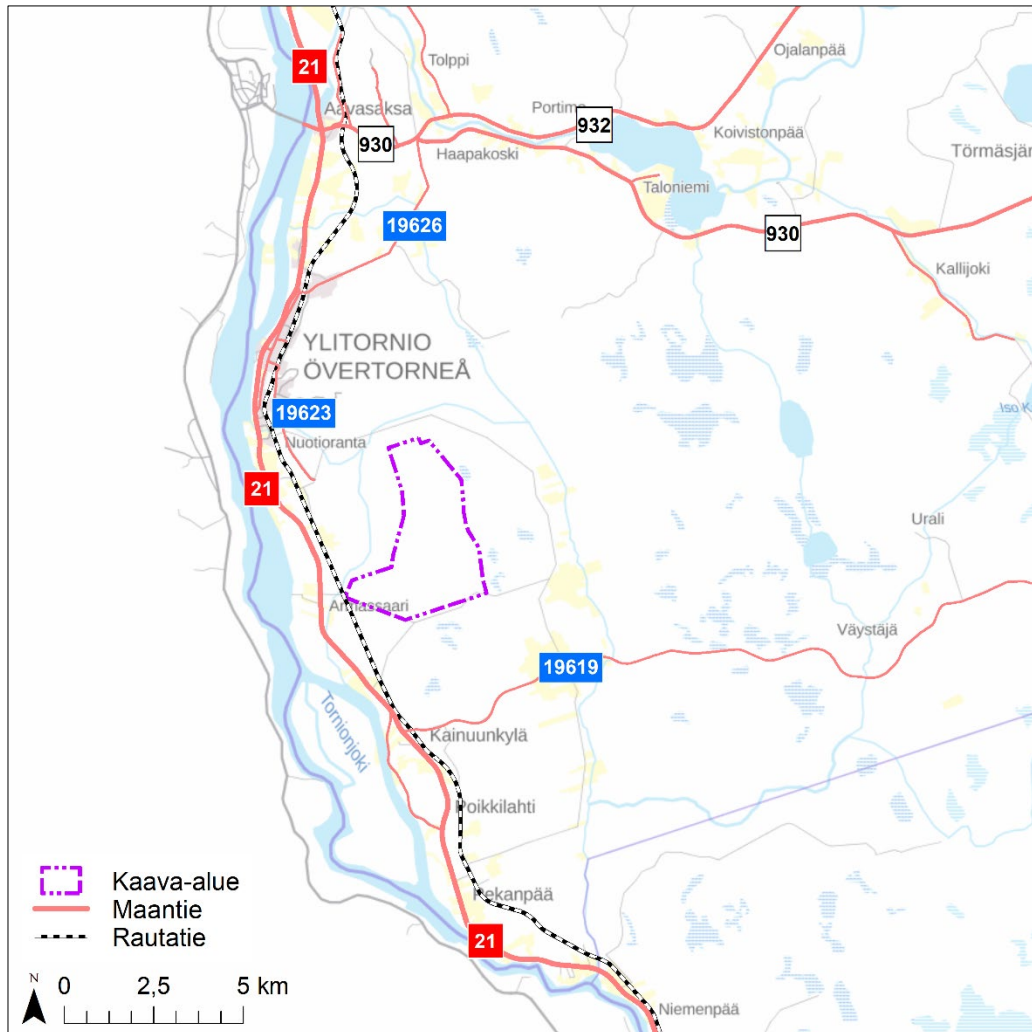 21
Tolppi
Ojalanpää
Aavasaksa
Portimo
932
930
Haapakoski
Koivistonpää
Törmäsjär
Taloniemi
19626
930
Kallijoki
YLITORNIO
ÖVERTORNEÅ
19623
Nuotioranta
Iso K
21
Urali
Armassaari
Väystäjä
19619
Tornionjoki
Kainuunkylä
Poikkilahti
Kaava-alue
Maantie
Rautatie
Pekanpää
21
N
0 2,5 5 km
Niemenpää